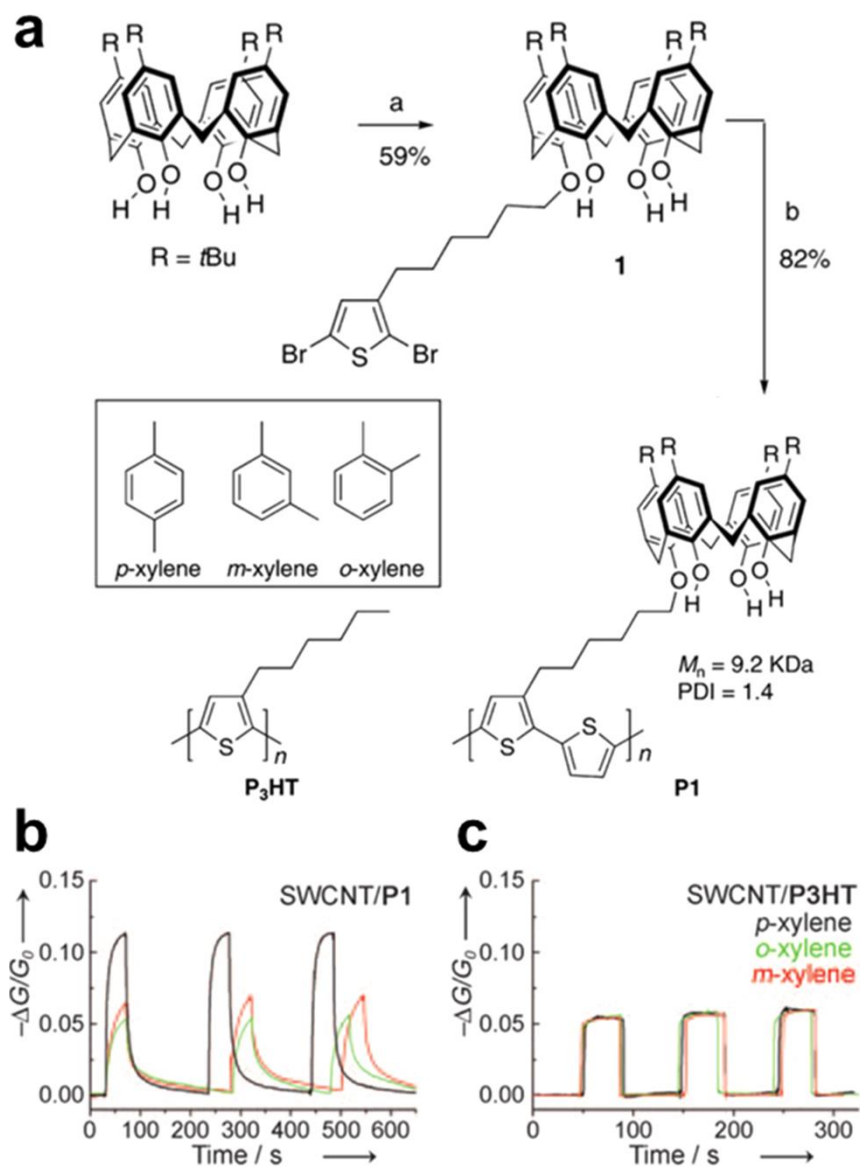 a
R R R R
a
59%
O O O O
H H H H
R = tBu
R R R R
O O O O
H H H
1
b
82%
Br S Br
p-xylene m-xylene o-xylene
R R R R
O O O O
H H H
Mn = 9.2 KDa
PDI = 1.4
S n
P3HT
S S n
P1
b
SWCNT/P1
–ΔG/G0
0.15
0.10
0.05
0.00
0 100 200 300 400 500 600
Time / s
c
SWCNT/P3HT
p-xylene
o-xylene
m-xylene
–ΔG/G0
0.15
0.10
0.05
0.00
0 100 200 300
Time / s